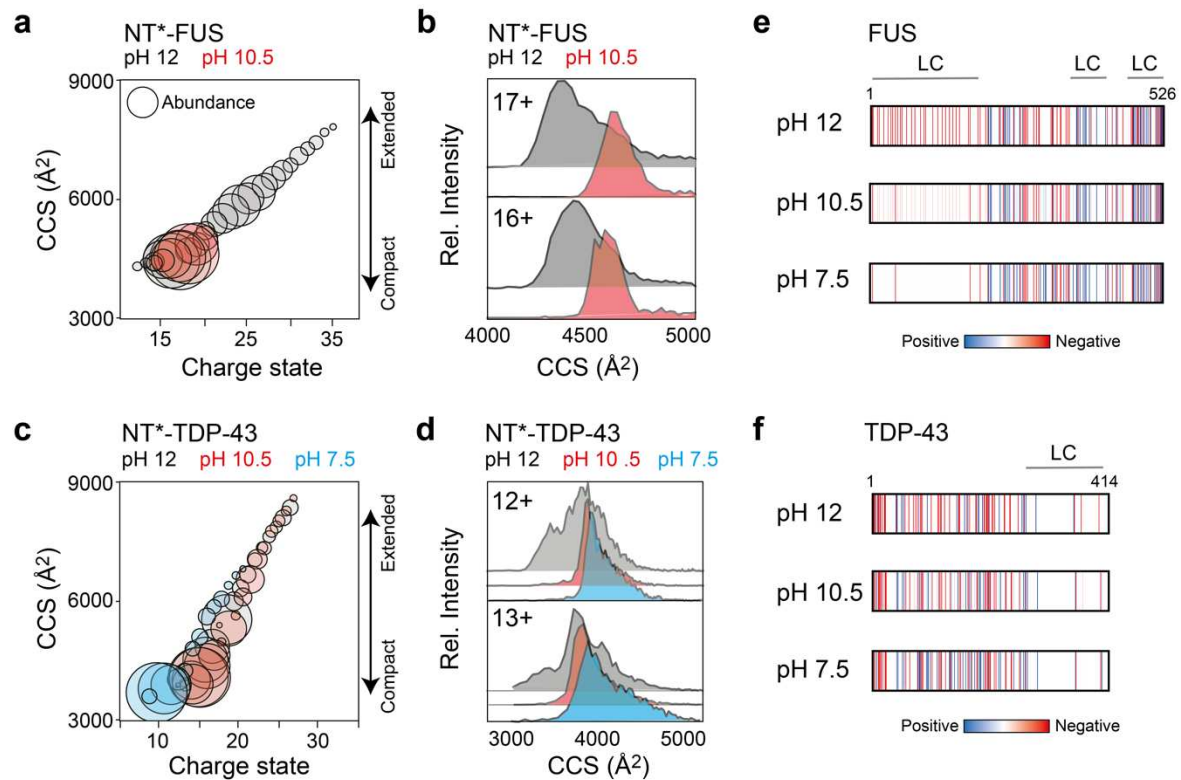 a
NT*-FUS
pH 12 pH 10.5
9000
6000
3000
CCS (Å2)
Abundance
Extended
Compact
15 20 25 30 35
Charge state
b
NT*-FUS
pH 12 pH 10.5
Rel. Intensity
17+
16+
4000 4500 5000
CCS (Å2)
e
FUS
LC LC LC
1 526
pH 12
pH 10.5
pH 7.5
Positive Negative
c
NT*-TDP-43
pH 12 pH 10.5 pH 7.5
9000
6000
3000
CCS (Å2)
Extended
Compact
10 20 30
Charge state
d
NT*-TDP-43
pH 12 pH 10 .5 pH 7.5
Rel. Intensity
12+
13+
3000 4000 5000
CCS (Å2)
f
TDP-43
LC
1 414
pH 12
pH 10.5
pH 7.5
Positive Negative